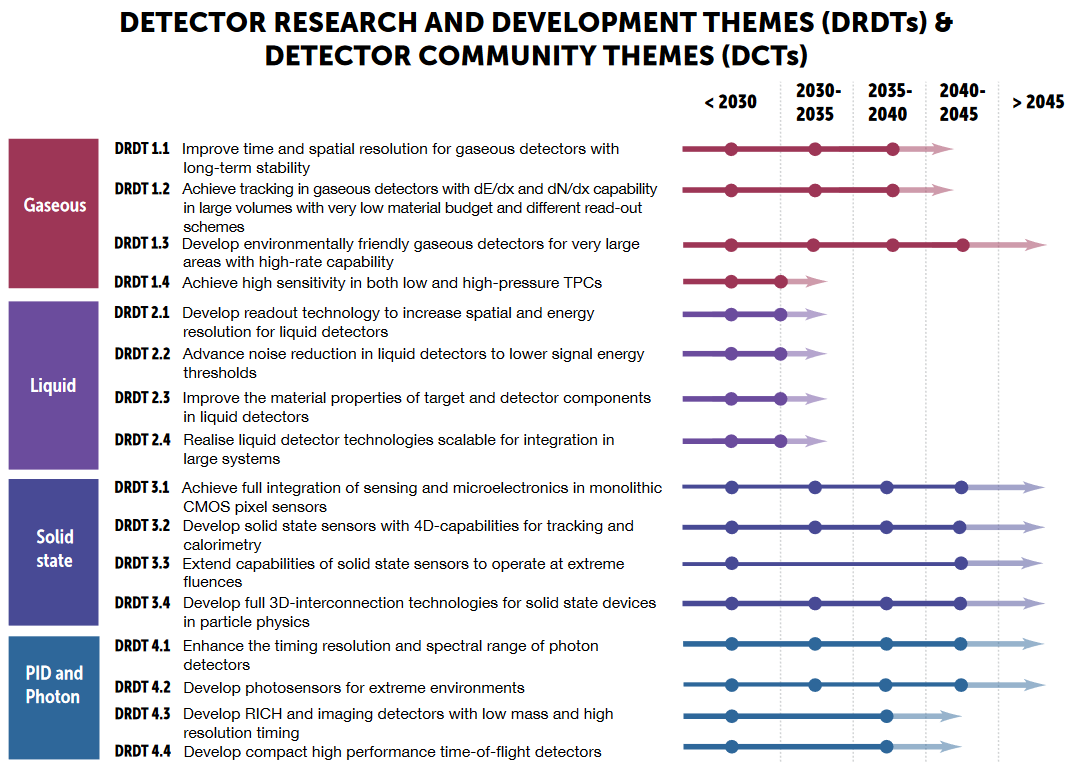 DETECTOR RESEARCH AND DEVELOPMENT THEMES (DRDTs) &
DETECTOR COMMUNITY THEMES (DCTs)
< 2030
2030-
2035
2035-
2040
2040-
2045
> 2045
Gaseous
DRDT 1.1 Improve time and spatial resolution for gaseous detectors with
long-term stability
DRDT 1.2 Achieve tracking in gaseous detectors with dE/dx and dN/dx capability
in large volumes with very low material budget and different read-out
schemes
DRDT 1.3 Develop environmentally friendly gaseous detectors for very large
areas with high-rate capability
DRDT 1.4 Achieve high sensitivity in both low and high-pressure TPCs
Liquid
DRDT 2.1 Develop readout technology to increase spatial and energy
resolution for liquid detectors
DRDT 2.2 Advance noise reduction in liquid detectors to lower signal energy
thresholds
DRDT 2.3 Improve the material properties of target and detector components
in liquid detectors
DRDT 2.4 Realise liquid detector technologies scalable for integration in
large systems
Solid
state
DRDT 3.1 Achieve full integration of sensing and microelectronics in monolithic
CMOS pixel sensors
DRDT 3.2 Develop solid state sensors with 4D-capabilities for tracking and
calorimetry
DRDT 3.3 Extend capabilities of solid state sensors to operate at extreme
fluences
DRDT 3.4 Develop full 3D-interconnection technologies for solid state devices
in particle physics
PID and
Photon
DRDT 4.1 Enhance the timing resolution and spectral range of photon
detectors
DRDT 4.2 Develop photosensors for extreme environments
DRDT 4.3 Develop RICH and imaging detectors with low mass and high
resolution timing
DRDT 4.4 Develop compact high performance time-of-flight detectors